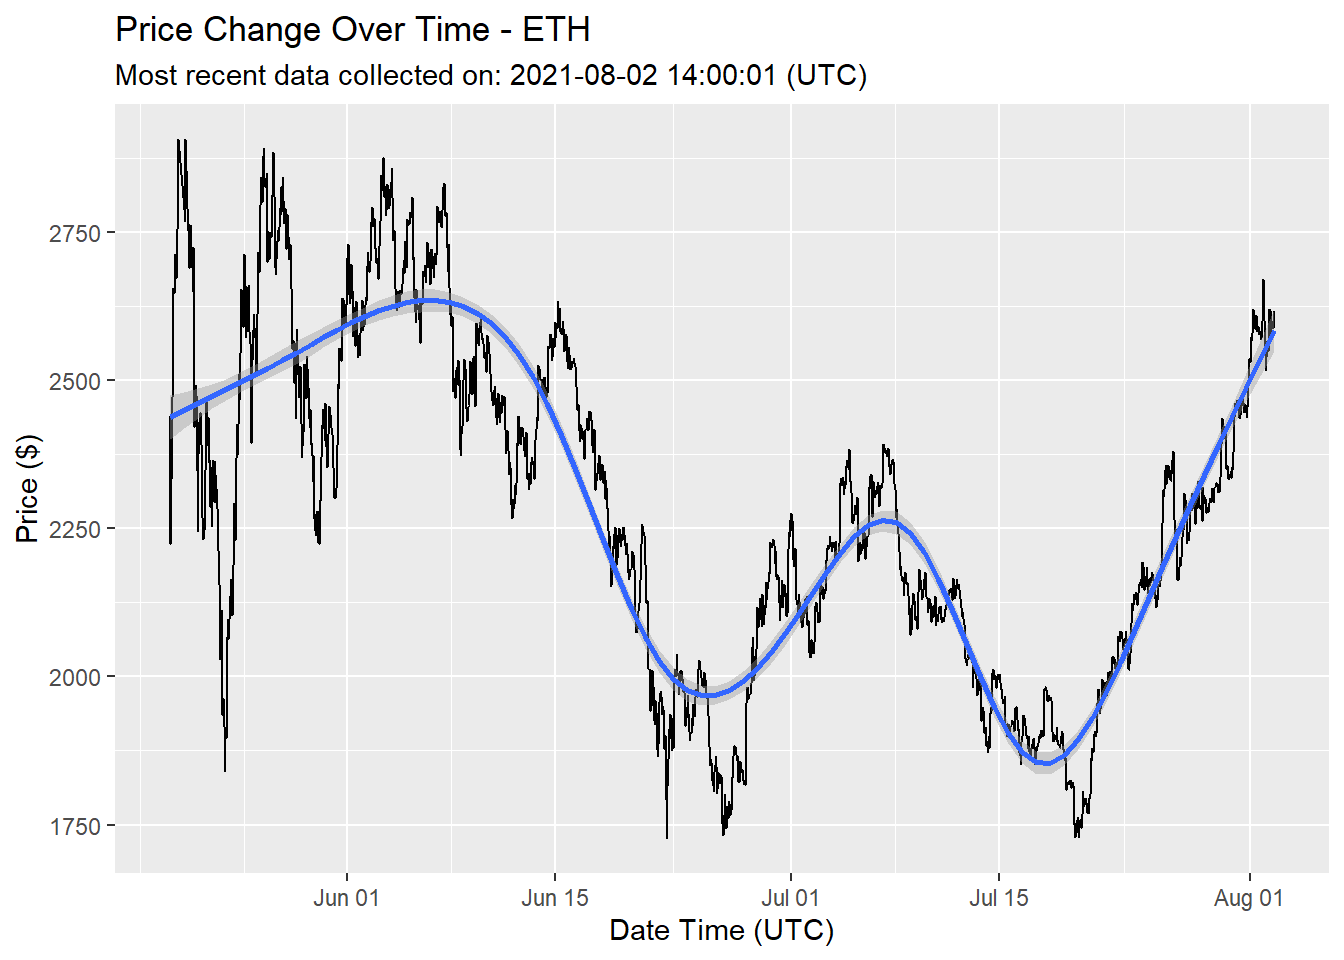 Price Change Over Time - ETH
Most recent data collected on: 2021-08-02 14:00:01 (UTC)
Price ($)
2750
2500
2250
2000
1750
Jun 01 Jun 15 Jul 01 Jul 15 Aug 01
Date Time (UTC)